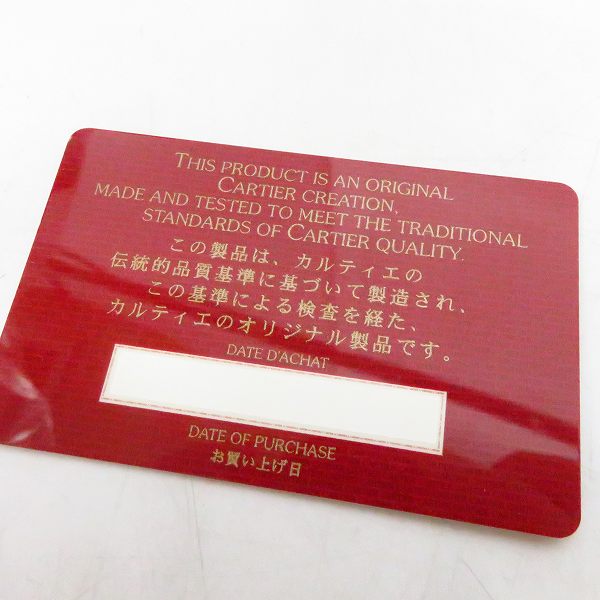 THIS PRODUCT IS AN ORIGINAL
CARTIER CREATION,
MADE AND TESTED TO MEET THE TRADITIONAL
STANDARDS OF CARTIER QUALITY.
この製品は、カルティエの
伝統的品質基準に基づいて製造され、
この基準による検査を経た、
カルティエのオリジナル製品です。
DATE D'ACHAT
DATE OF PURCHASE
お買い上げ日